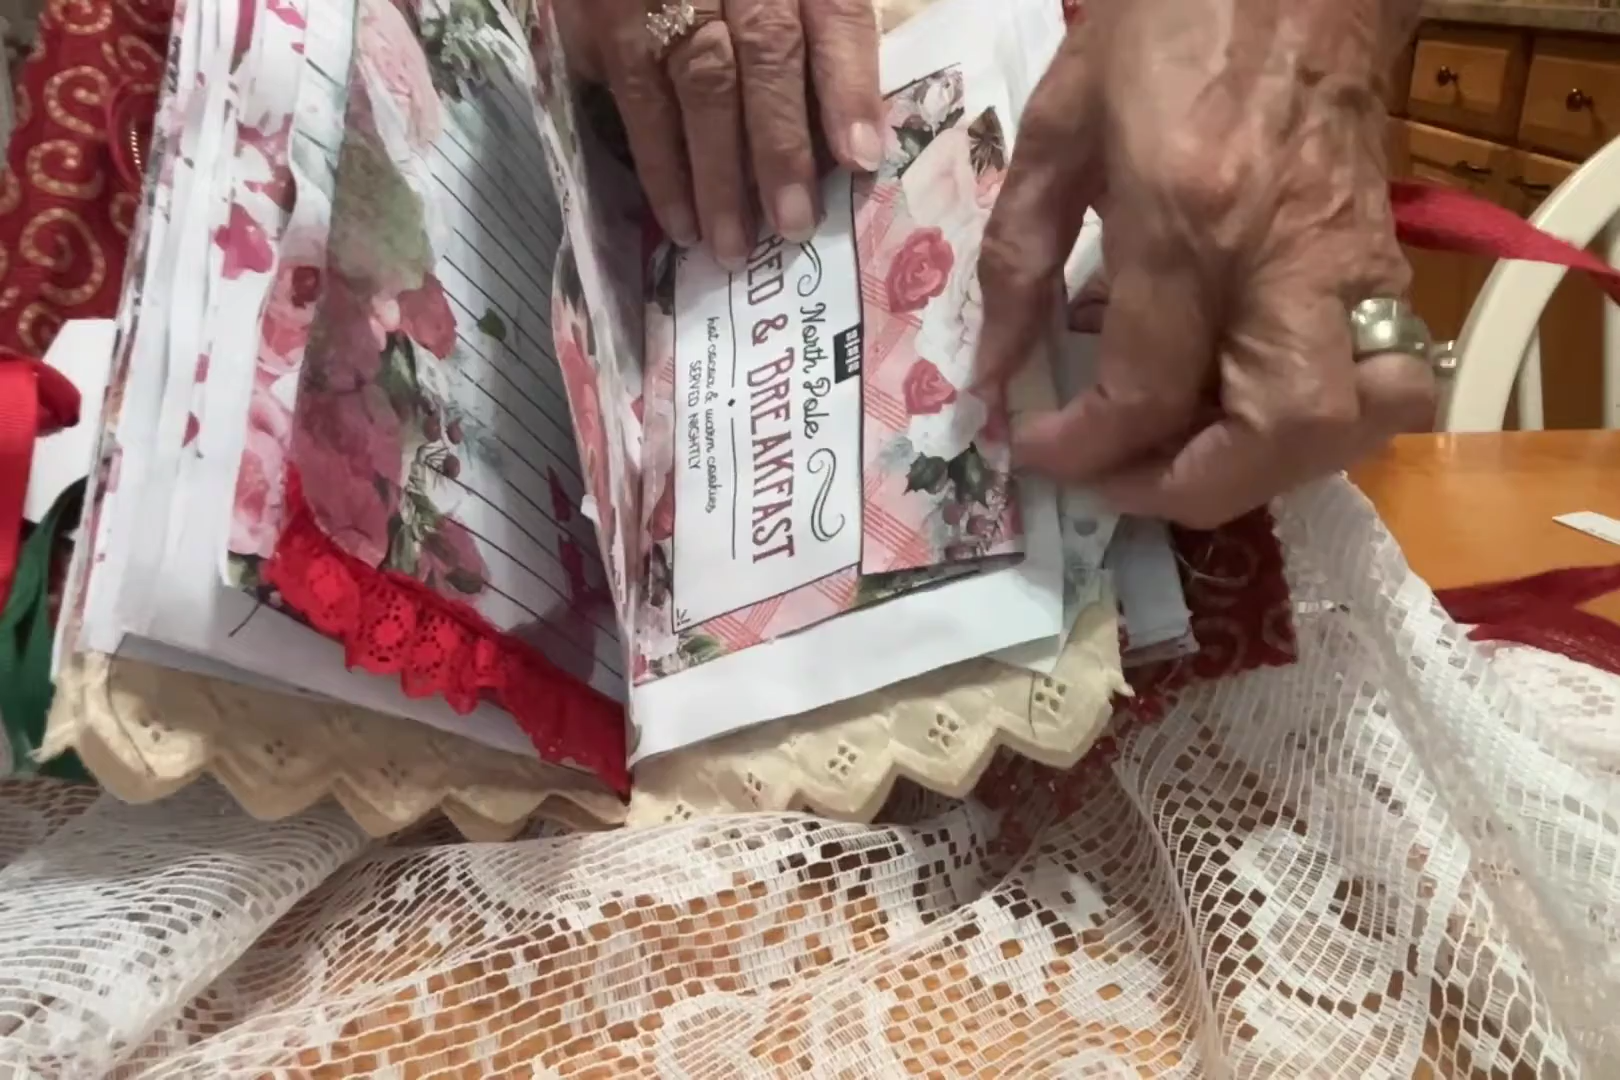 North Pole
BED & BREAKFAST
hot cocoa & warm cookies
SERVED NIGHTLY